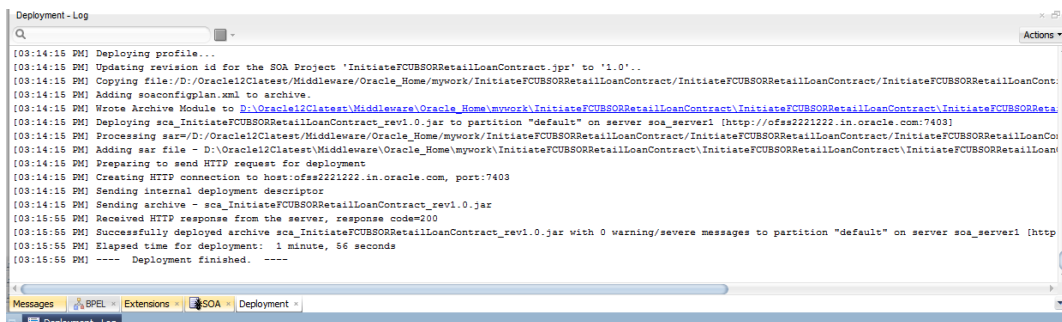 Deployment - Log
Actions
[03:14:15 PM] Deploying profile...
[03:14:15 PM] Updating revision id for the SOA Project 'InitiateFCUBSORRetailLoanContract.jpr' to '1.0'..
[03:14:15 PM] Copying file:/D:/Oracle12Clatest/Middleware/Oracle_Home/mywork/InitiateFCUBSORRetailLoanContract/InitiateFCUBSORRetailLoanContract/InitiateFCUBSORRetailLoanCont:
[03:14:15 PM] Adding soaconfigplan.xml to archive.
[03:14:15 PM] Wrote Archive Module to D:\Oracle12Clatest\Middleware\Oracle_Home\mywork\InitiateFCUBSORRetailLoanContract\InitiateFCUBSORRetailLoanContract\InitiateFCUBSORReta:
[03:14:15 PM] Deploying sca_InitiateFCUBSORRetailLoanContract_rev1.0.jar to partition "default" on server soa_server1 [http://ofss2221222.in.oracle.com:7403]
[03:14:15 PM] Processing sar=/D:/Oracle12Clatest/Middleware/Oracle_Home/mywork/InitiateFCUBSORRetailLoanContract/InitiateFCUBSORRetailLoanContract/InitiateFCUBSORRetailLoanCo
[03:14:15 PM] Adding sar file - D:\Oracle12Clatest\Middleware\Oracle_Home\mywork\InitiateFCUBSORRetailLoanContract\InitiateFCUBSORRetailLoanContract\InitiateFCUBSORRetailLoan
[03:14:15 PM] Preparing to send HTTP request for deployment
[03:14:15 PM] Creating HTTP connection to host:ofss2221222.in.oracle.com, port:7403
[03:14:15 PM] Sending internal deployment descriptor
[03:14:15 PM] Sending archive - sca_InitiateFCUBSORRetailLoanContract_rev1.0.jar
[03:15:55 PM] Received HTTP response from the server, response code=200
[03:15:55 PM] Successfully deployed archive sca_InitiateFCUBSORRetailLoanContract_rev1.0.jar with 0 warning/severe messages to partition "default" on server soa_server1 [http
[03:15:55 PM] Elapsed time for deployment: 1 minute, 56 seconds
[03:15:55 PM] ---- Deployment finished. ----
Messages BPEL Extensions SOA Deployment
Deployment - Log